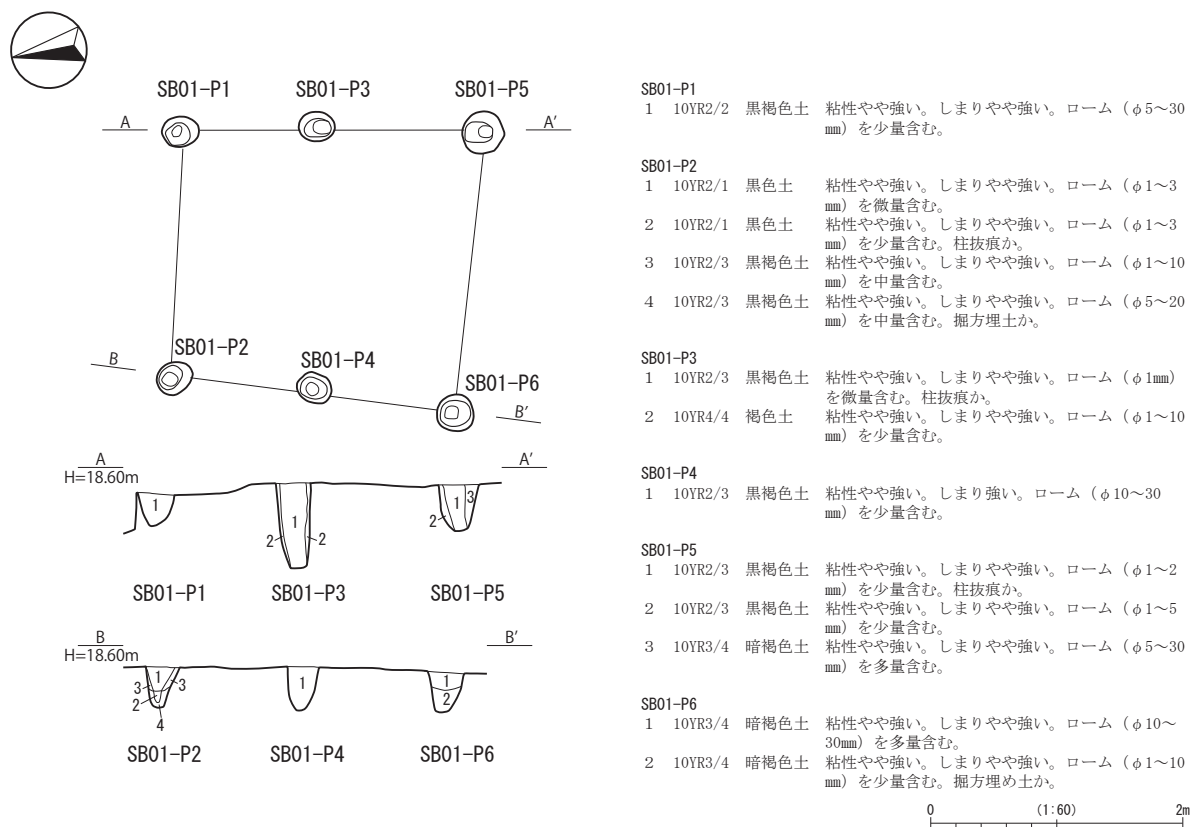 SB01-P1 SB01-P3 SB01-P5
A A′
SB01-P2
SB01-P4
B
SB01-P6
B′
A A′
H=18.60m
1 1 1 3
2 2 2
SB01-P1 SB01-P3 SB01-P5
B B′
H=18.60m
1 1 1
3 3 2
2
4
SB01-P2 SB01-P4 SB01-P6
SB01-P1
1 10YR2/2 黒褐色土 粘性やや強い。しまりやや強い。ローム（φ5～30
㎜）を少量含む。
SB01-P2
1 10YR2/1 黒色土 粘性やや強い。しまりやや強い。ローム（φ1～3
㎜）を微量含む。
2 10YR2/1 黒色土 粘性やや強い。しまりやや強い。ローム（φ1～3
㎜）を少量含む。柱抜痕か。
3 10YR2/3 黒褐色土 粘性やや強い。しまりやや強い。ローム（φ1～10
㎜）を中量含む。
4 10YR2/3 黒褐色土 粘性やや強い。しまりやや強い。ローム（φ5～20
㎜）を中量含む。掘方埋土か。
SB01-P3
1 10YR2/3 黒褐色土 粘性やや強い。しまりやや強い。ローム（φ1㎜）
を微量含む。柱抜痕か。
2 10YR4/4 褐色土 粘性やや強い。しまりやや強い。ローム（φ1～10
㎜）を少量含む。
SB01-P4
1 10YR2/3 黒褐色土 粘性やや強い。しまり強い。ローム（φ10～30
㎜）を少量含む。
SB01-P5
1 10YR2/3 黒褐色土 粘性やや強い。しまりやや強い。ローム（φ1～2
㎜）を少量含む。柱抜痕か。
2 10YR2/3 黒褐色土 粘性やや強い。しまりやや強い。ローム（φ1～5
㎜）を少量含む。
3 10YR3/4 暗褐色土 粘性やや強い。しまりやや強い。ローム（φ5～30
㎜）を多量含む。
SB01-P6
1 10YR3/4 暗褐色土 粘性やや強い。しまりやや強い。ローム（φ10～
30㎜）を多量含む。
2 10YR3/4 暗褐色土 粘性やや強い。しまりやや強い。ローム（φ1～10
㎜）を少量含む。掘方埋め土か。
0 (1:60) 2m